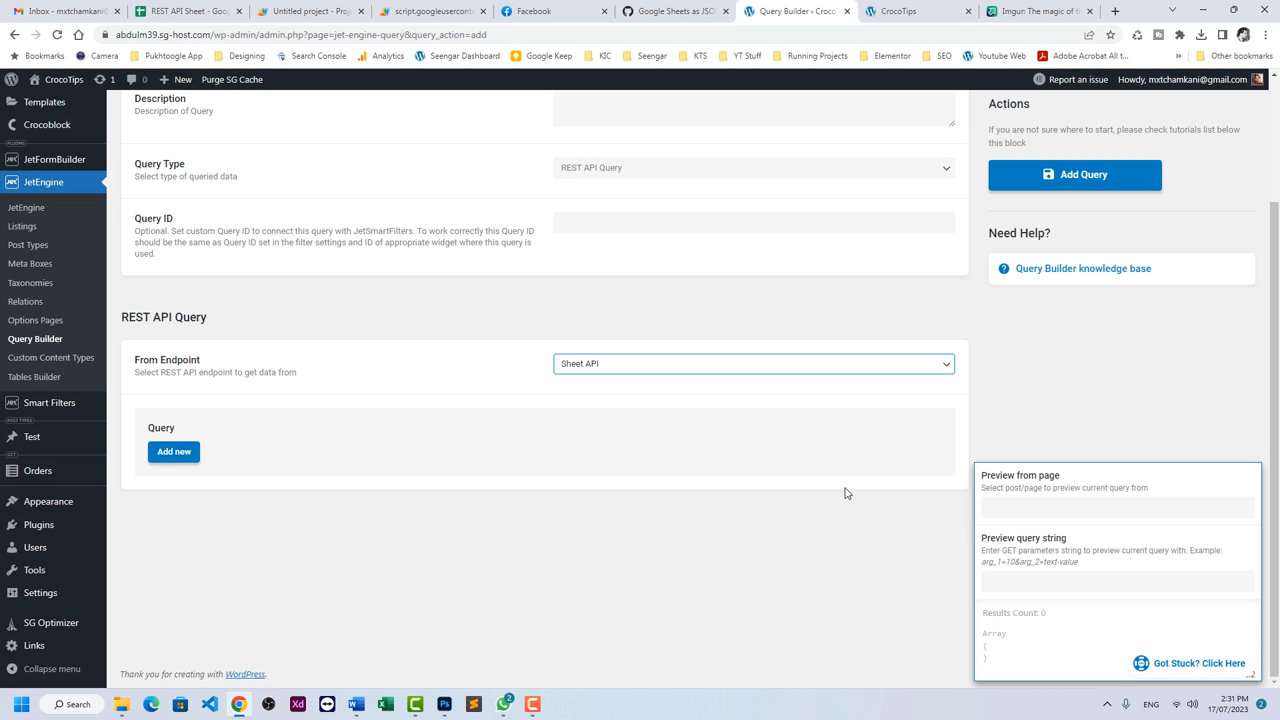 Inbox - mxtchamkani@gmail.c
REST API Sheet - Goog
Untitled project - Proje
script.googleuserconte
Facebook
Google Sheets as JSON
Query Builder ‹ Croco
CrocoTips
Imgur: The magic of t
abdulm39.sg-host.com/wp-admin/admin.php?page=jet-engine-query&query_action=add
Bookmarks
Camera
Pukhtoogle App
Designing
Search Console
Analytics
Seengar Dashboard
Google Keep
KIC
Seengar
KTS
YT Stuff
Running Projects
Elementor
SEO
Youtube Web
Adobe Acrobat All t...
»
Other bookmarks
CrocoTips
1
0
New
Purge SG Cache
Report an issue
Howdy, mxtchamkani@gmail.com
Templates
Crocoblock
PLUGINS
JetFormBuilder
JetEngine
JetEngine
Listings
Post Types
Meta Boxes
Taxonomies
Relations
Options Pages
Query Builder
Custom Content Types
Tables Builder
Smart Filters
POST TYPES
Test
Orders
Appearance
Plugins
Users
Tools
Settings
SG Optimizer
Links
Collapse menu
Description
Description of Query
Query Type
Select type of queried data
REST API Query
Query ID
Optional. Set custom Query ID to connect this query with JetSmartFilters. To work correctly this Query ID
should be the same as Query ID set in the filter settings and ID of appropriate widget where this query is
used.
REST API Query
From Endpoint
Select REST API endpoint to get data from
Sheet API
Query
Add new
Thank you for creating with WordPress.
Actions
If you are not sure where to start, please check tutorials list below
this block
Add Query
Need Help?
Query Builder knowledge base
Preview from page
Select post/page to preview current query from
Preview query string
Enter GET parameters string to preview current query with. Example:
arg_1=10&arg_2=text-value
Results Count: 0
Array
(
)
Got Stuck? Click Here
Search
2
ENG
2:31 PM
17/07/2023
2